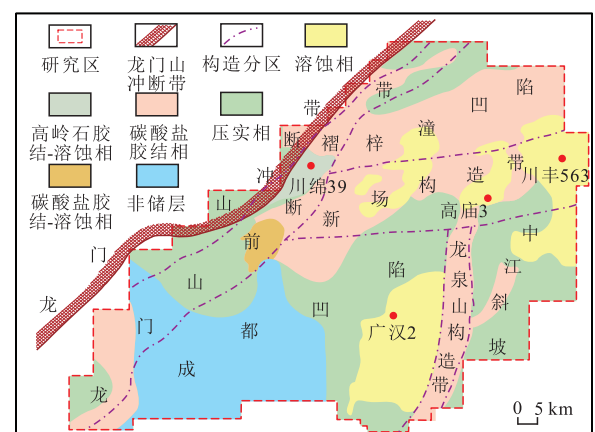 研究区
龙门山
冲断带
构造分区
溶蚀相
高岭石胶
结-溶蚀相
碳酸盐
胶结相
压实相
碳酸盐胶
结-溶蚀相
非储层
龙门山冲断带
龙门山前断褶带
梓潼凹陷
新场构造带
成都凹陷
龙泉山构造带
中江斜坡
川绵39
川丰563
高庙3
广汉2
0 5 km